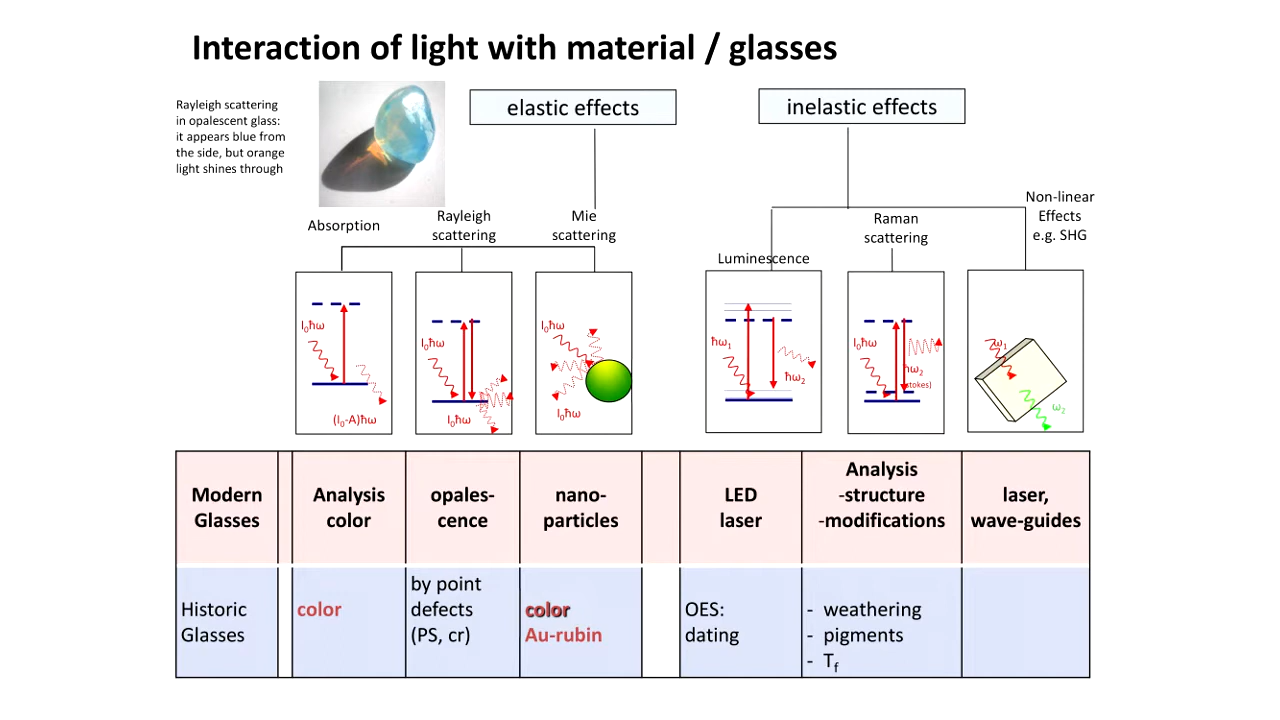 Interaction of light with material / glasses
Rayleigh scattering
in opalescent glass:
it appears blue from
the side, but orange
light shines through
elastic effects
inelastic effects
Absorption
Rayleigh
scattering
Mie
scattering
Luminescence
Raman
scattering
Non-linear
Effects
e.g. SHG
I₀ħω
(I₀-A)ħω
I₀ħω
I₀ħω
I₀ħω
I₀ħω
ħω₁
ħω₂
I₀ħω
ħω₂
stokes)
ω₁
ω₂
Modern
Glasses
Analysis
color
opales-
cence
nano-
particles
LED
laser
Analysis
-structure
-modifications
laser,
wave-guides
Historic
Glasses
color
by point
defects
(PS, cr)
color
Au-rubin
OES:
dating
- weathering
- pigments
- T_f